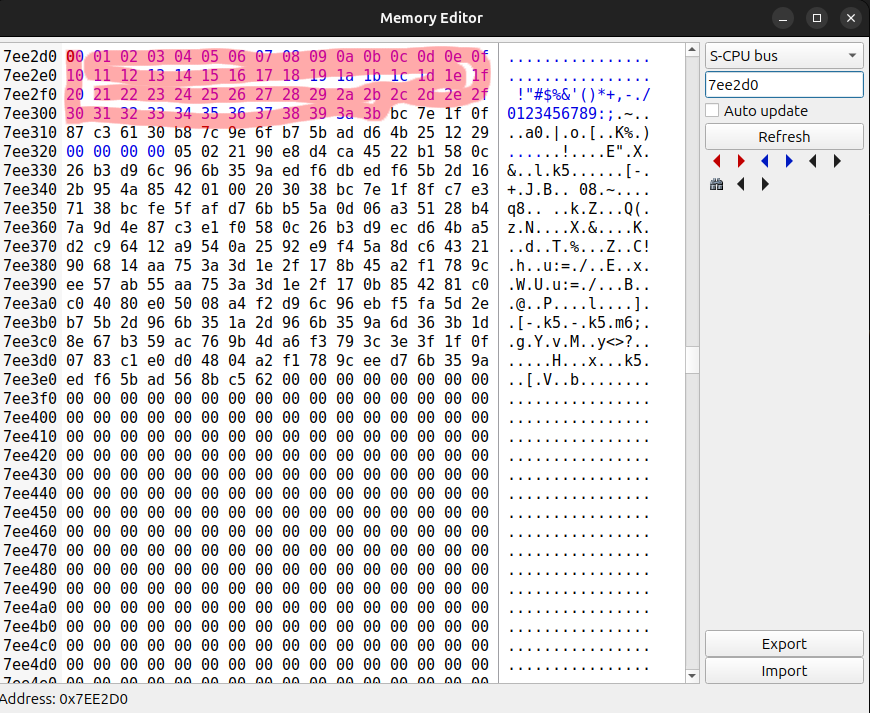 Memory Editor
7ee2d0 00 01 02 03 04 05 06 07 08 09 0a 0b 0c 0d 0e 0f ................
7ee2e0 10 11 12 13 14 15 16 17 18 19 1a 1b 1c 1d 1e 1f ................
7ee2f0 20 21 22 23 24 25 26 27 28 29 2a 2b 2c 2d 2e 2f  !"#$%&'()*+,-./
7ee300 30 31 32 33 34 35 36 37 38 39 3a 3b bc 7e 1f 0f 0123456789:;.~..
7ee310 87 c3 61 30 b8 7c 9e 6f b7 5b ad d6 4b 25 12 29 ..a0.|.o.[..K%.)
7ee320 00 00 00 00 05 02 21 90 e8 d4 ca 45 22 b1 58 0c ......!....E".X.
7ee330 26 b3 d9 6c 96 6b 35 9a ed f6 db ed f6 5b 2d 16 &..l.k5......[-.
7ee340 2b 95 4a 85 42 01 00 20 30 38 bc 7e 1f 8f c7 e3 +.J.B.. 08.~....
7ee350 71 38 bc fe 5f af d7 6b b5 5a 0d 06 a3 51 28 b4 q8.. ..k.Z...Q(.
7ee360 7a 9d 4e 87 c3 e1 f0 58 0c 26 b3 d9 ec d6 4b a5 z.N....X.&....K.
7ee370 d2 c9 64 12 a9 54 0a 25 92 e9 f4 5a 8d c6 43 21 ..d..T.%...Z..C!
7ee380 90 68 14 aa 75 3a 3d 1e 2f 17 8b 45 a2 f1 78 9c .h..u:=./..E..x.
7ee390 ee 57 ab 55 aa 75 3a 3d 1e 2f 17 0b 85 42 81 c0 .W.U.u:=./...B..
7ee3a0 c0 40 80 e0 50 08 a4 f2 d9 6c 96 eb f5 fa 5d 2e .@..P....l....].
7ee3b0 b7 5b 2d 96 6b 35 1a 2d 96 6b 35 9a 6d 36 3b 1d .[-.k5.-.k5.m6;.
7ee3c0 8e 67 b3 59 ac 76 9b 4d a6 f3 79 3c 3e 3f 1f 0f .g.Y.v.M..y<>?..
7ee3d0 07 83 c1 e0 d0 48 04 a2 f1 78 9c ee d7 6b 35 9a .....H...x...k5.
7ee3e0 ed f6 5b ad 56 8b c5 62 00 00 00 00 00 00 00 00 ..[.V..b........
7ee3f0 00 00 00 00 00 00 00 00 00 00 00 00 00 00 00 00 ................
7ee400 00 00 00 00 00 00 00 00 00 00 00 00 00 00 00 00 ................
7ee410 00 00 00 00 00 00 00 00 00 00 00 00 00 00 00 00 ................
7ee420 00 00 00 00 00 00 00 00 00 00 00 00 00 00 00 00 ................
7ee430 00 00 00 00 00 00 00 00 00 00 00 00 00 00 00 00 ................
7ee440 00 00 00 00 00 00 00 00 00 00 00 00 00 00 00 00 ................
7ee450 00 00 00 00 00 00 00 00 00 00 00 00 00 00 00 00 ................
7ee460 00 00 00 00 00 00 00 00 00 00 00 00 00 00 00 00 ................
7ee470 00 00 00 00 00 00 00 00 00 00 00 00 00 00 00 00 ................
7ee480 00 00 00 00 00 00 00 00 00 00 00 00 00 00 00 00 ................
7ee490 00 00 00 00 00 00 00 00 00 00 00 00 00 00 00 00 ................
7ee4a0 00 00 00 00 00 00 00 00 00 00 00 00 00 00 00 00 ................
7ee4b0 00 00 00 00 00 00 00 00 00 00 00 00 00 00 00 00 ................
7ee4c0 00 00 00 00 00 00 00 00 00 00 00 00 00 00 00 00 ................
7ee4d0 00 00 00 00 00 00 00 00 00 00 00 00 00 00 00 00 ................
S-CPU bus
7ee2d0
Auto update
Refresh
Export
Import
Address: 0x7EE2D0